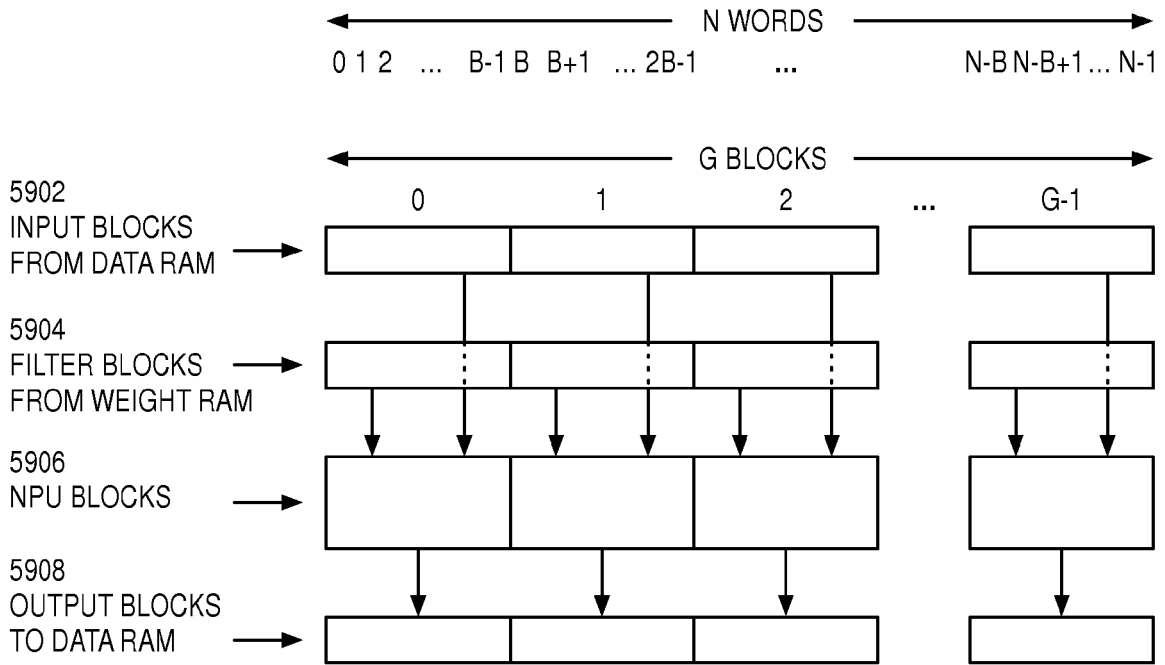 N WORDS
0 1 2 ... B-1 B B+1 ... 2B-1 ... N-B N-B+1 ... N-1
G BLOCKS
0 1 2 ... G-1
5902
INPUT BLOCKS
FROM DATA RAM
5904
FILTER BLOCKS
FROM WEIGHT RAM
5906
NPU BLOCKS
5908
OUTPUT BLOCKS
TO DATA RAM